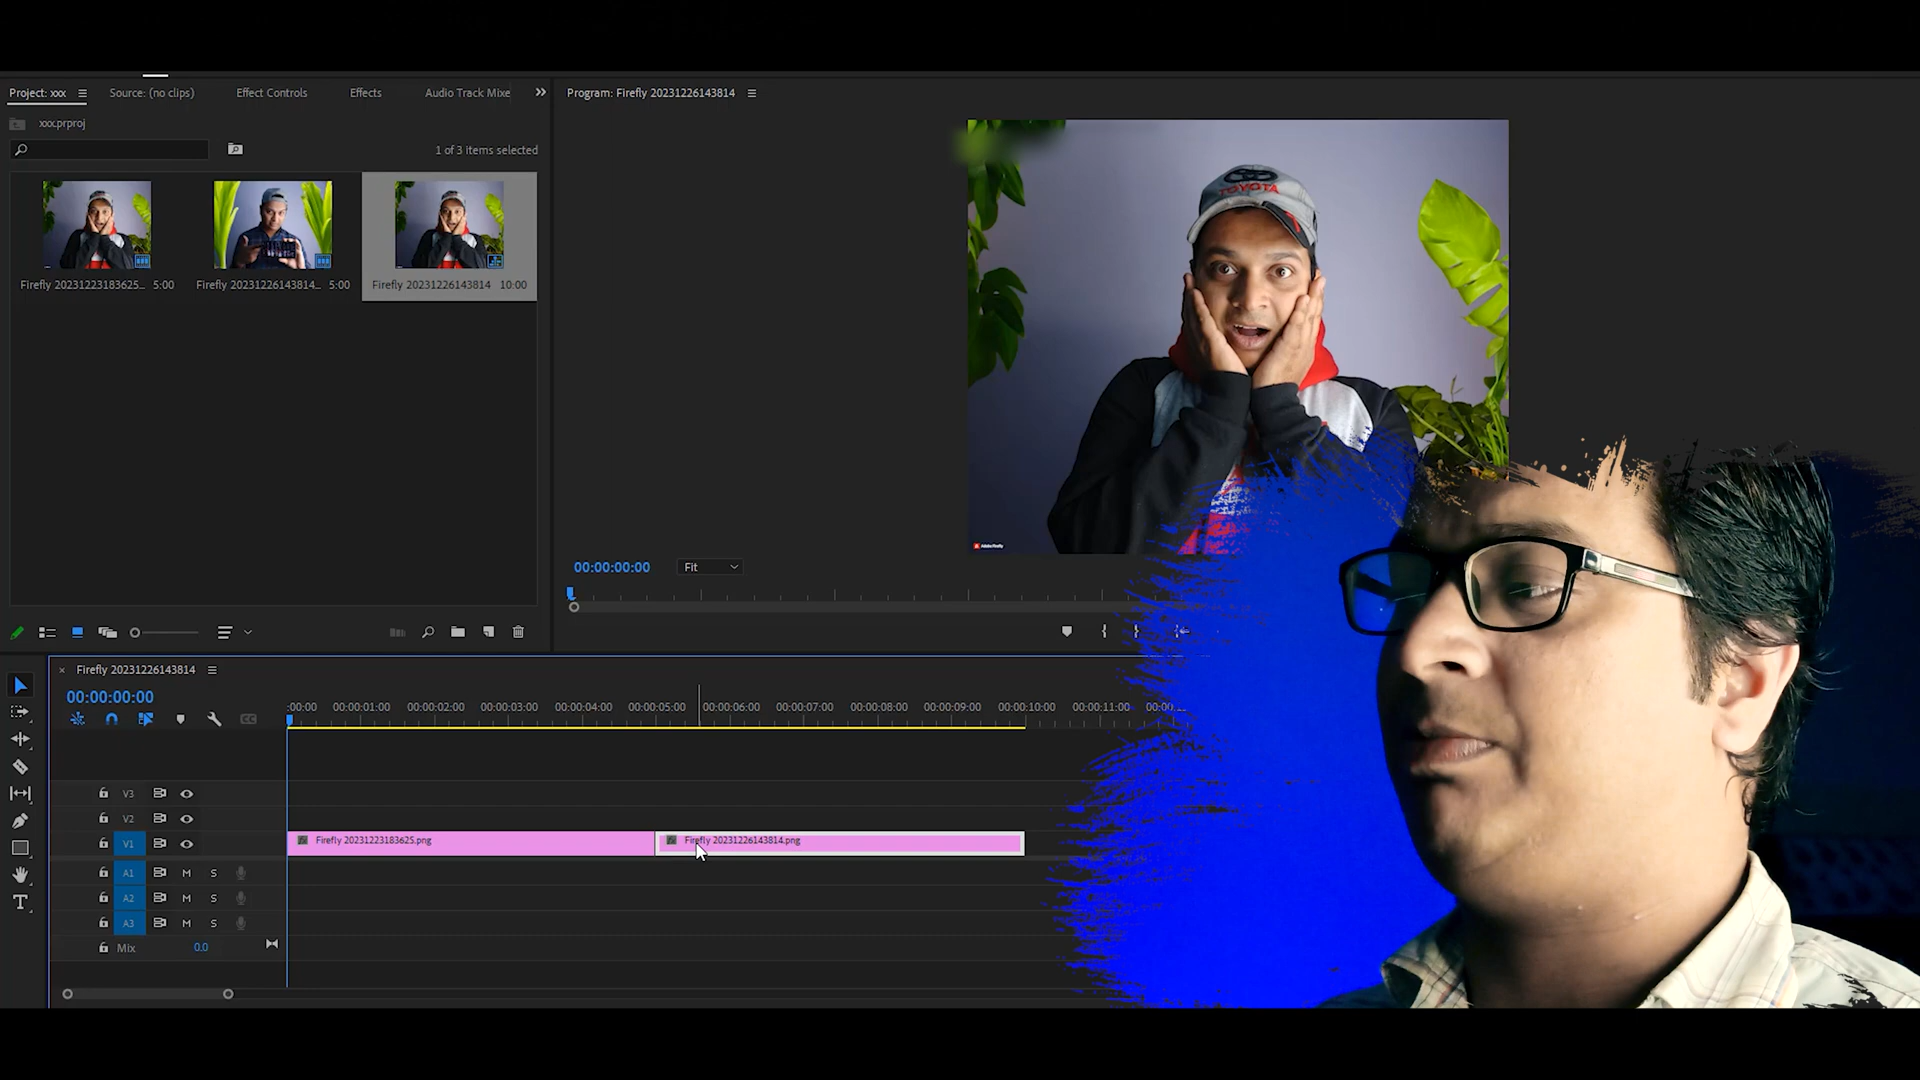 Project: xxx
Source: (no clips)
Effect Controls
Effects
Audio Track Mixe
Program: Firefly 20231226143814
xxx.prproj
1 of 3 items selected
Firefly 20231223183625... 5:00
Firefly 20231226143814... 5:00
Firefly 20231226143814 10:00
TOYOTA
Adobe Firefly
00:00:00:00
Fit
Firefly 20231226143814
00:00:00:00
:00:00 00:00:01:00 00:00:02:00 00:00:03:00 00:00:04:00 00:00:05:00 00:00:06:00 00:00:07:00 00:00:08:00 00:00:09:00 00:00:10:00 00:00:11:00
V3
V2
V1
Firefly 20231223183625.png
Firefly 20231226143814.png
A1 M S
A2 M S
A3 M S
Mix 0.0